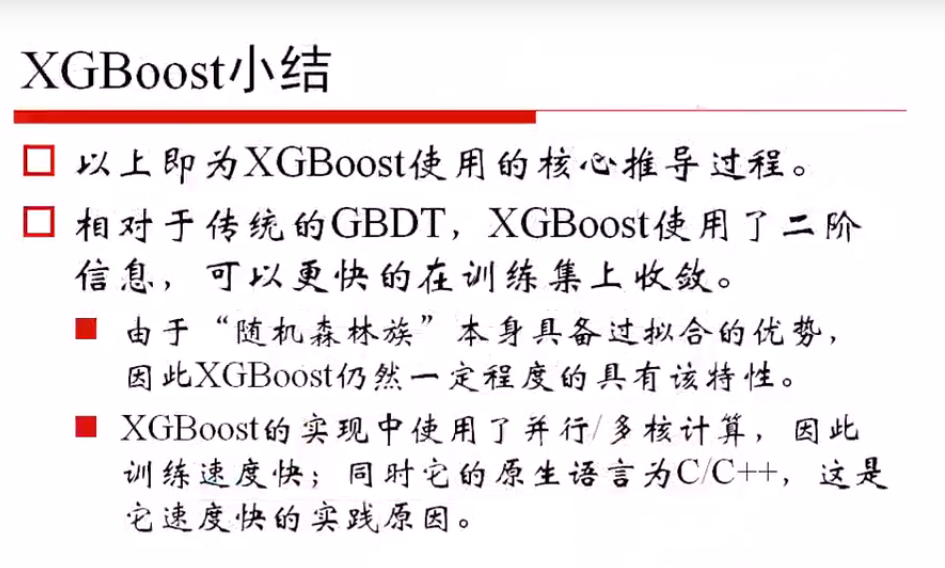 XGBoost小结
以上即为XGBoost使用的核心推导过程。
相对于传统的GBDT，XGBoost使用了二阶
信息，可以更快的在训练集上收敛。
由于“随机森林族”本身具备过拟合的优势，
因此XGBoost仍然一定程度的具有该特性。
XGBoost的实现中使用了并行/多核计算，因此
训练速度快；同时它的原生语言为C/C++，这是
它速度快的实践原因。